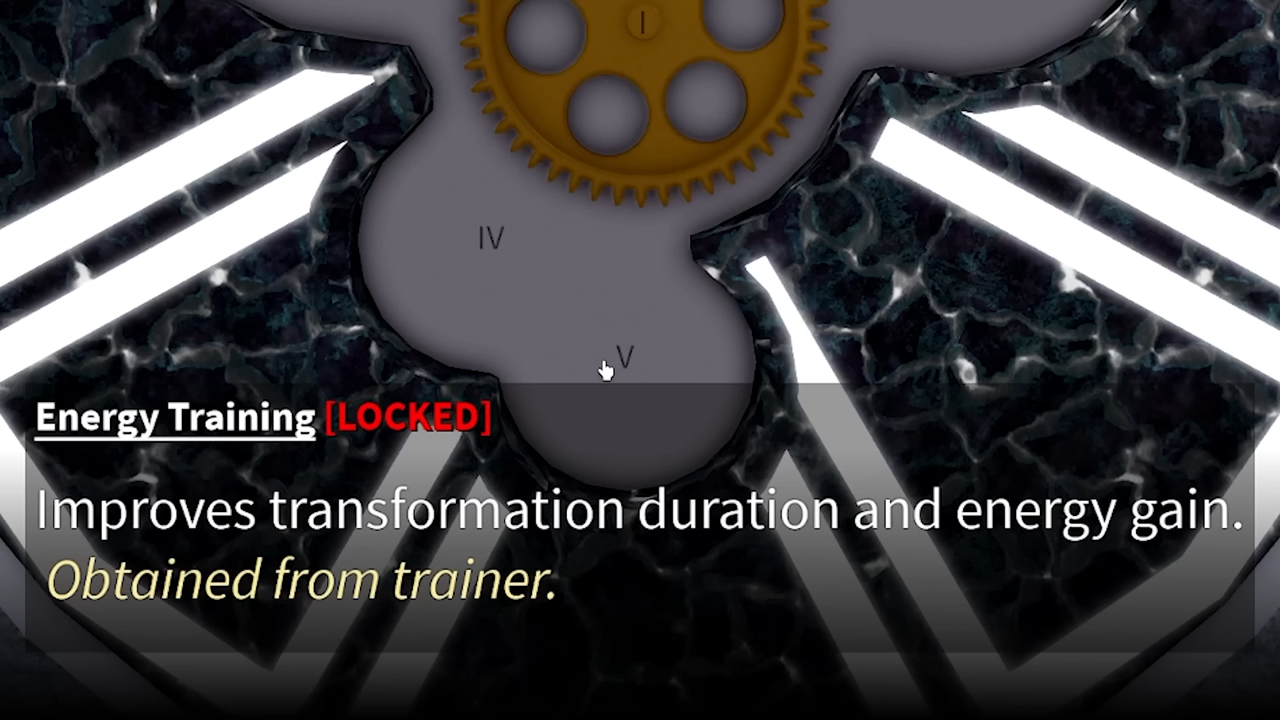 I
IV
V
Energy Training [LOCKED]
Improves transformation duration and energy gain.
Obtained from trainer.